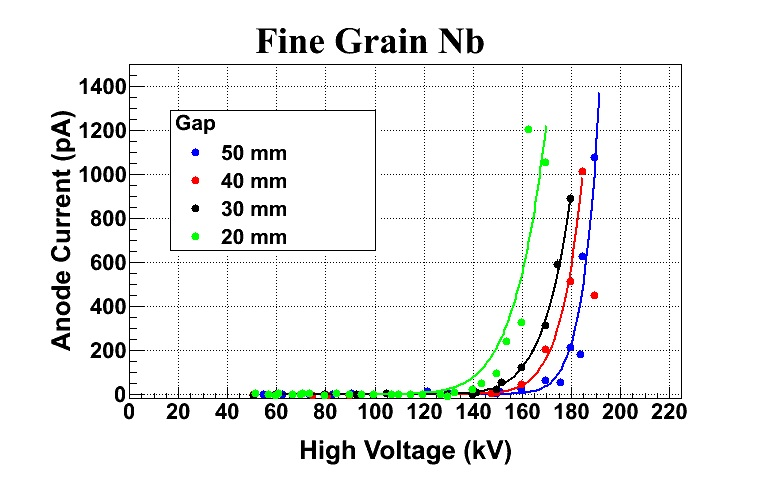 Fine Grain Nb
Anode Current (pA)
1400
1200
1000
800
600
400
200
0
Gap
50 mm
40 mm
30 mm
20 mm
0 20 40 60 80 100 120 140 160 180 200 220
High Voltage (kV)